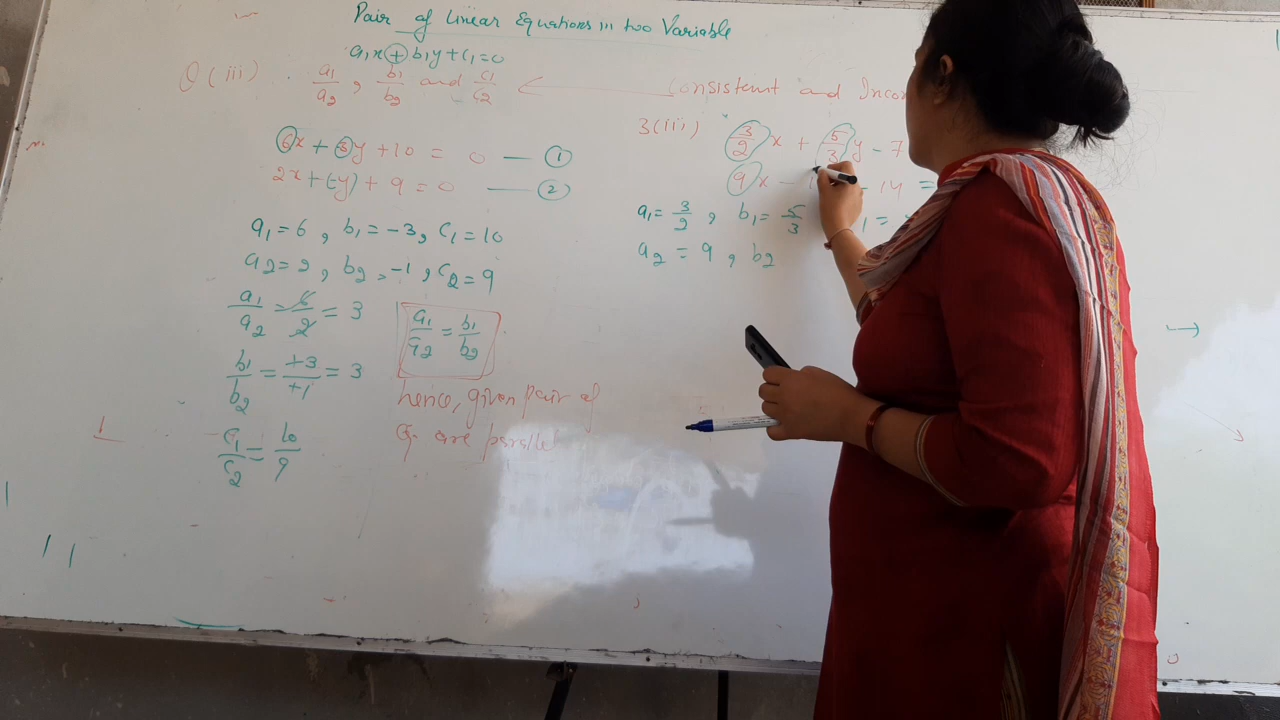 Pair of Linear Equations in two Variable
a₁x + b₁y + c₁ = 0
Q (iii) a₁/a₂ , b₁/b₂ and c₁/c₂ ←
6x + 3y + 10 = 0 — ①
2x + (-y) + 9 = 0 — ②
a₁ = 6 , b₁ = -3 , c₁ = 10
a₂ = 2 , b₂ = -1 , c₂ = 9
a₁/a₂ = 6/2 = 3
b₁/b₂ = +3/+1 = 3
c₁/c₂ = 10/9
a₁/a₂ = b₁/b₂
hence, given pair of
are parallel
Consistent and
3(iii) 3/2 x + 5/3 y - 7
9x - - 14 =
a₁ = 3/2 , b₁ = 5/3
a₂ = 9 , b₂